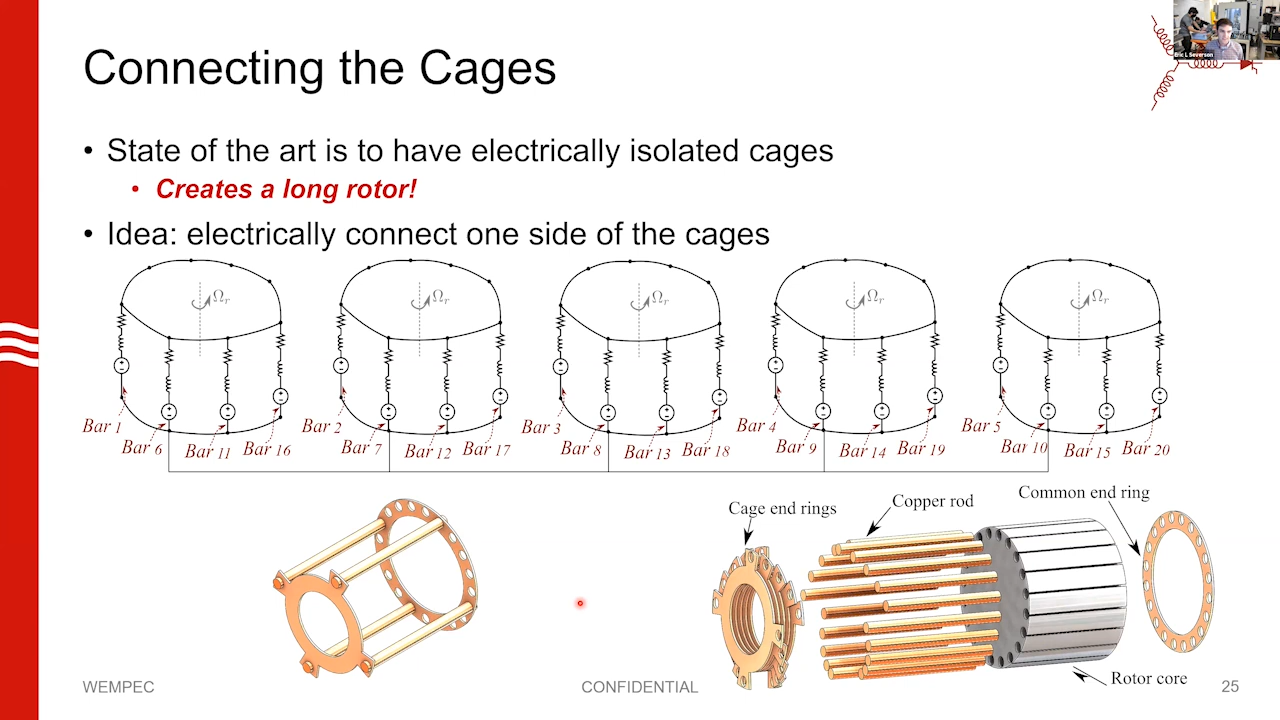 Connecting the Cages
Eric L Severson
• State of the art is to have electrically isolated cages
• Creates a long rotor!
• Idea: electrically connect one side of the cages
Ωr Ωr Ωr Ωr Ωr
Bar 1 Bar 6 Bar 11 Bar 16
Bar 2 Bar 7 Bar 12 Bar 17
Bar 3 Bar 8 Bar 13 Bar 18
Bar 4 Bar 9 Bar 14 Bar 19
Bar 5 Bar 10 Bar 15 Bar 20
Cage end rings
Copper rod
Common end ring
Rotor core
WEMPEC
CONFIDENTIAL
25